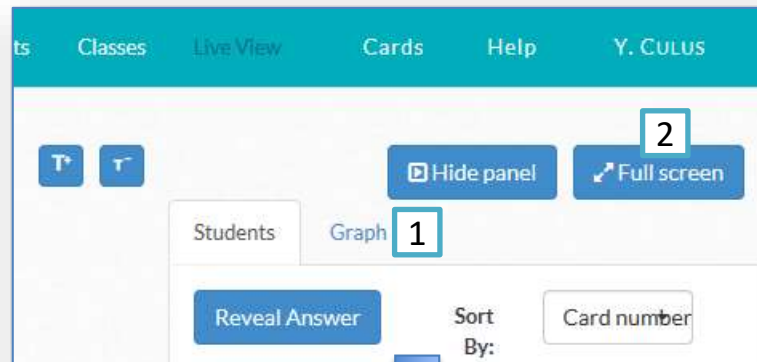 ts Classes Live View Cards Help Y. CULUS
2
T+ T- Hide panel Full screen
Students Graph 1
Reveal Answer Sort By: Card number